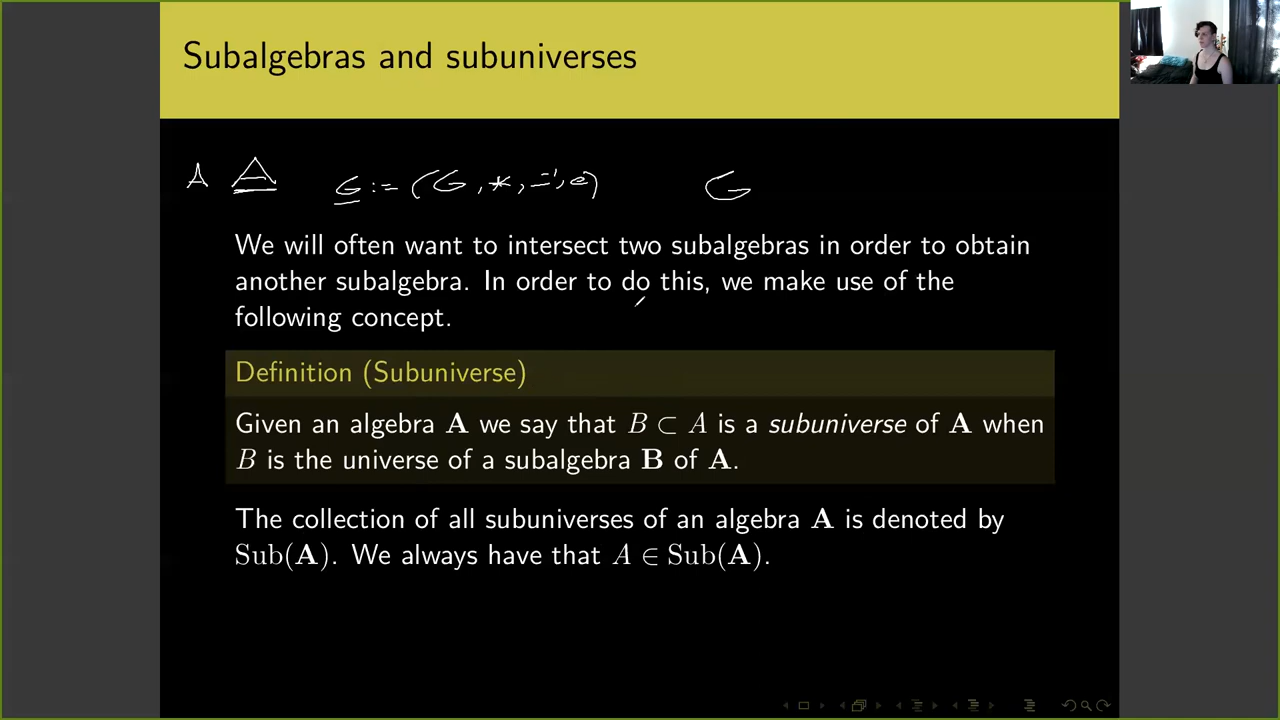 Subalgebras and subuniverses
A A G := (G, *, ⁻¹, e) G
We will often want to intersect two subalgebras in order to obtain
another subalgebra. In order to do this, we make use of the
following concept.
Definition (Subuniverse)
Given an algebra A we say that B ⊂ A is a subuniverse of A when
B is the universe of a subalgebra B of A.
The collection of all subuniverses of an algebra A is denoted by
Sub(A). We always have that A ∈ Sub(A).